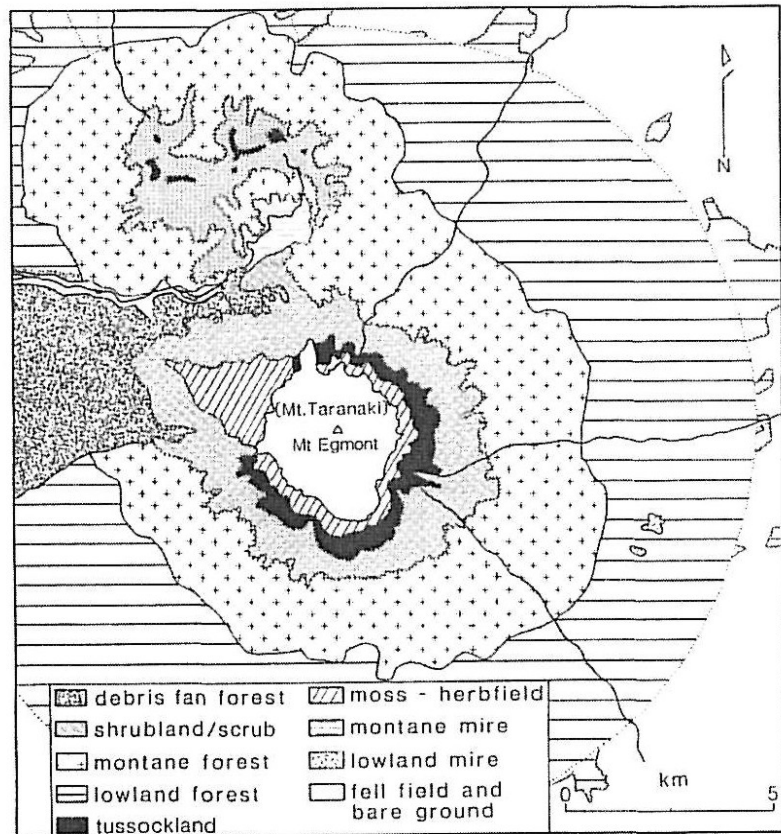 N
(Mt.Taranaki)
Mt Egmont
debris fan forest
shrubland/scrub
montane forest
lowland forest
tussockland
moss - herbfield
montane mire
lowland mire
fell field and
bare ground
km
0 5